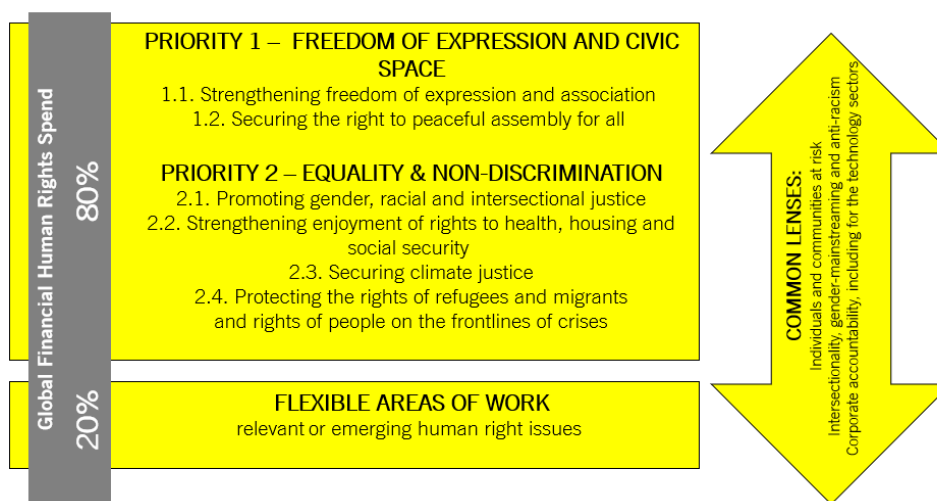 PRIORITY 1 – FREEDOM OF EXPRESSION AND CIVIC
SPACE
1.1. Strengthening freedom of expression and association
1.2. Securing the right to peaceful assembly for all
PRIORITY 2 – EQUALITY & NON-DISCRIMINATION
2.1. Promoting gender, racial and intersectional justice
2.2. Strengthening enjoyment of rights to health, housing and
social security
2.3. Securing climate justice
2.4. Protecting the rights of refugees and migrants
and rights of people on the frontlines of crises
FLEXIBLE AREAS OF WORK
relevant or emerging human right issues
Global Financial Human Rights Spend
80%
20%
COMMON LENSES:
Individuals and communities at risk
Intersectionality, gender-mainstreaming and anti-racism
Corporate accountability, including for the technology sectors